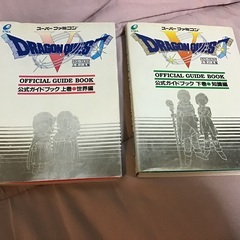 スーパーファミコン
DRAGON QUEST
V
OFFICIAL GUIDE BOOK
公式ガイドブック 上巻●世界編
スーパーファミコン
DRAGON QUEST
V
OFFICIAL GUIDE BOOK
公式ガイドブック 下巻●知識編